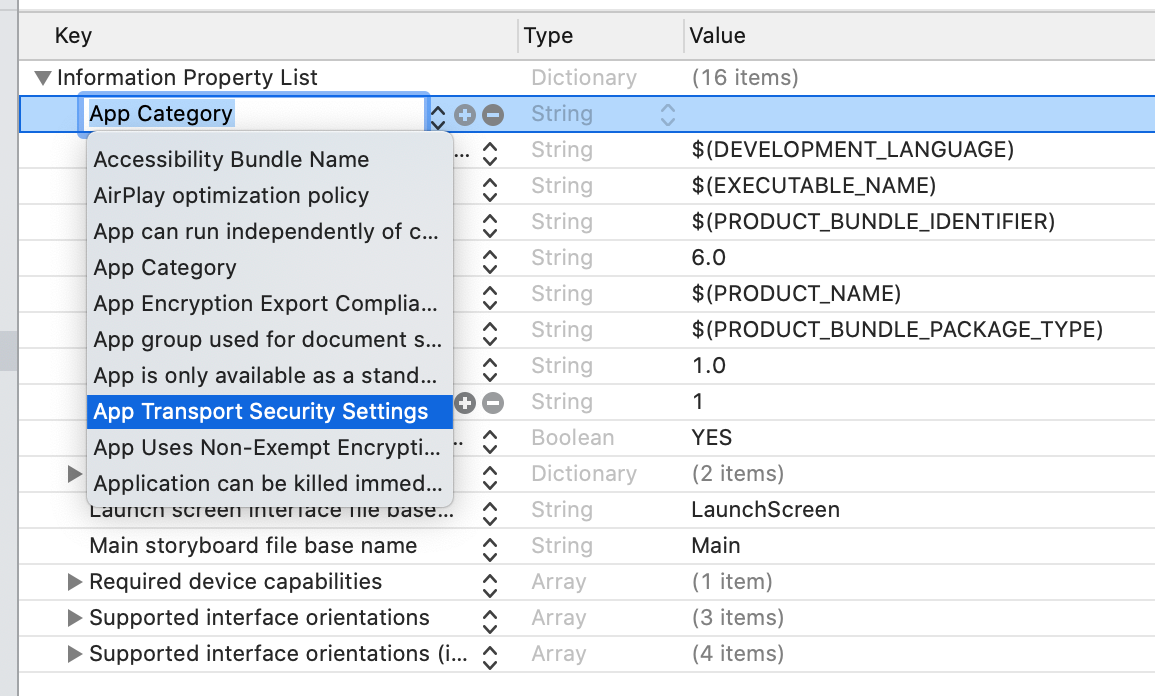 Key Type Value
Information Property List Dictionary (16 items)
App Category String
Accessibility Bundle Name ... String $(DEVELOPMENT_LANGUAGE)
AirPlay optimization policy String $(EXECUTABLE_NAME)
App can run independently of c... String $(PRODUCT_BUNDLE_IDENTIFIER)
App Category String 6.0
App Encryption Export Complia... String $(PRODUCT_NAME)
App group used for document s... String $(PRODUCT_BUNDLE_PACKAGE_TYPE)
App is only available as a stand... String 1.0
App Transport Security Settings String 1
App Uses Non-Exempt Encrypti... .. Boolean YES
Application can be killed immed... Dictionary (2 items)
Launch screen interface file base... String LaunchScreen
Main storyboard file base name String Main
Required device capabilities Array (1 item)
Supported interface orientations Array (3 items)
Supported interface orientations (i... Array (4 items)